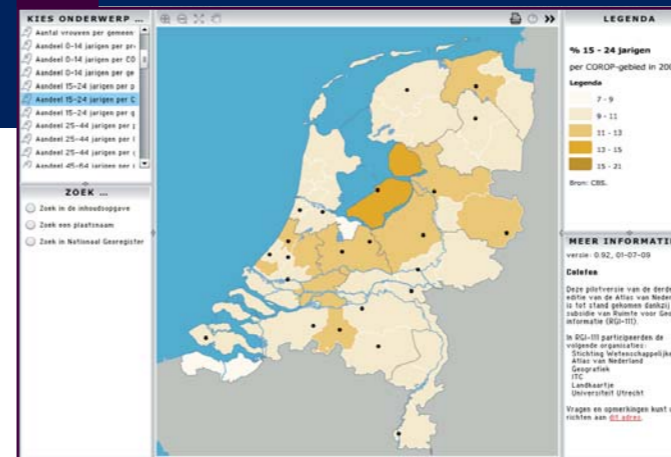 KIES ONDERWERP ...
Aantal vrouwen per gemeen
Aandeel 0-14 jarigen per pr
Aandeel 0-14 jarigen per CO
Aandeel 0-14 jarigen per ge
Aandeel 15-24 jarigen per p
Aandeel 15-24 jarigen per C
Aandeel 15-24 jarigen per g
Aandeel 25-44 jarigen per
Aandeel 25-44 jarigen per
Aandeel 25-44 jarigen per
Aandeel 45-64 jarigen per
ZOEK ...
Zoek in de inhoudsopgave
Zoek een plaatsnaam
Zoek in Nationaal Georegister
LEGENDA
% 15 - 24 jarigen
per COROP-gebied in 200
Legenda
7 - 9
9 - 11
11 - 13
13 - 15
15 - 21
Bron: CBS.
MEER INFORMATI
versie: 0.92, 01-07-09
Colofon
Deze pilotversie van de derde
editie van de Atlas van Neder
is tot stand gekomen dankzij
subsidie van Ruimte voor Geo
informatie (RGI-111).
In RGI-111 participeerden de
volgende organisaties:
Stichting Wetenschappelijke
Atlas van Nederland
Geografiek
ITC
Landkaartje
Universiteit Utrecht
Vragen en opmerkingen kunt u
richten aan dit adres.